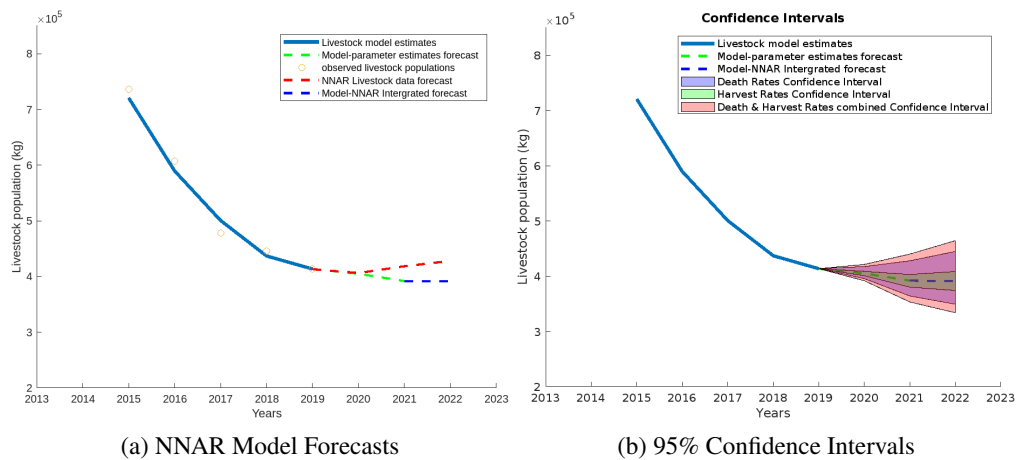 ×10⁵
8
7
6
5
4
3
2
Livestock population (kg)
2013 2014 2015 2016 2017 2018 2019 2020 2021 2022 2023
Years
Livestock model estimates
Model-parameter estimates forecast
observed livestock populations
NNAR Livestock data forecast
Model-NNAR Intergrated forecast
(a) NNAR Model Forecasts
Confidence Intervals
×10⁵
8
7
6
5
4
3
2
Livestock population (kg)
2013 2014 2015 2016 2017 2018 2019 2020 2021 2022 2023
Years
Livestock model estimates
Model-parameter estimates forecast
Model-NNAR Intergrated forecast
Death Rates Confidence Interval
Harvest Rates Confidence Interval
Death & Harvest Rates combined Confidence Interval
(b) 95% Confidence Intervals